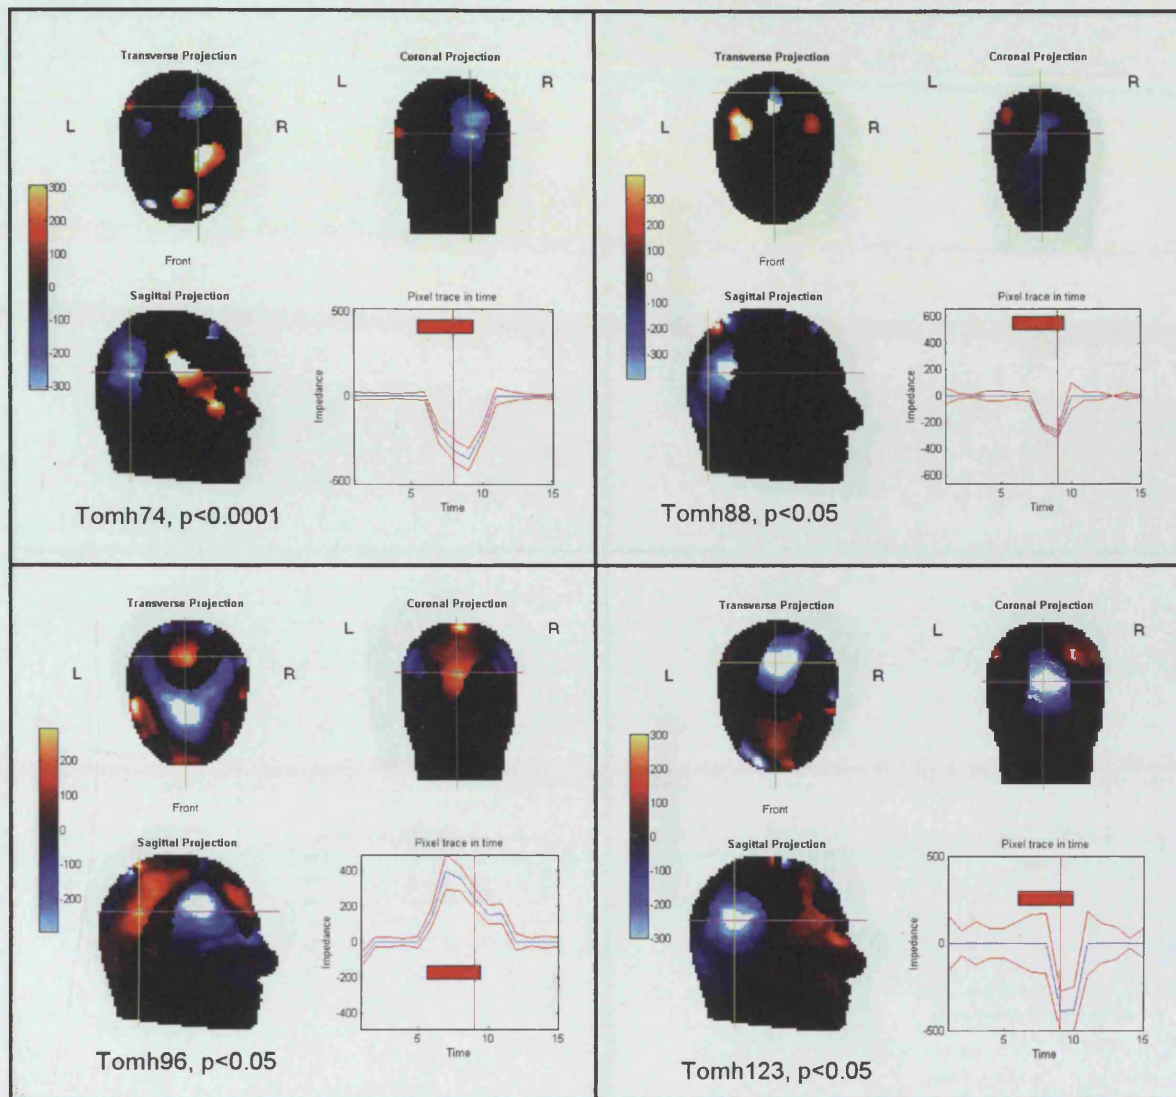 Transverse Projection
Coronal Projection
L
R
L
R
300
200
100
0
-100
-200
-300
Front
Sagittal Projection
Pixel trace in time
500
0
-500
Impedance
5
10
15
Time
Tomh74, p<0.0001
Transverse Projection
Coronal Projection
L
R
L
R
300
200
100
0
-100
-200
-300
Front
Sagittal Projection
Pixel trace in time
600
400
200
0
-200
-400
-600
Impedance
5
10
15
Time
Tomh88, p<0.05
Transverse Projection
Coronal Projection
L
R
L
R
200
100
0
-100
-200
Front
Sagittal Projection
Pixel trace in time
400
200
0
-200
-400
Impedance
5
10
15
Time
Tomh96, p<0.05
Transverse Projection
Coronal Projection
L
R
L
R
300
200
100
0
-100
-200
-300
Front
Sagittal Projection
Pixel trace in time
500
0
-500
Impedance
5
10
15
Time
Tomh123, p<0.05